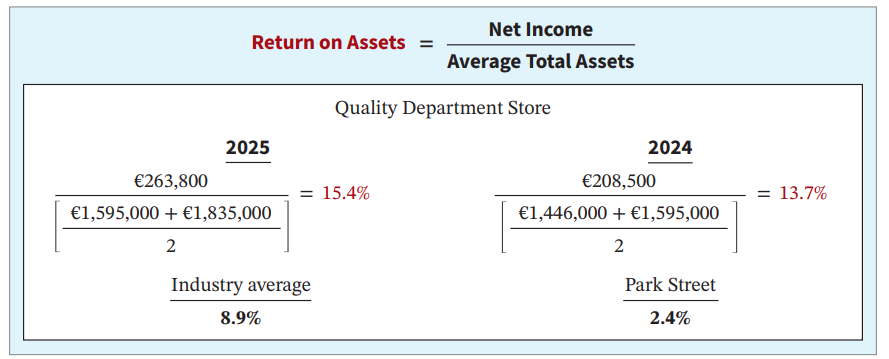 Return on Assets = Net Income / Average Total Assets
Quality Department Store
2025 2024
€263,800 / [(€1,595,000 + €1,835,000) / 2] = 15.4%
€208,500 / [(€1,446,000 + €1,595,000) / 2] = 13.7%
Industry average Park Street
8.9% 2.4%